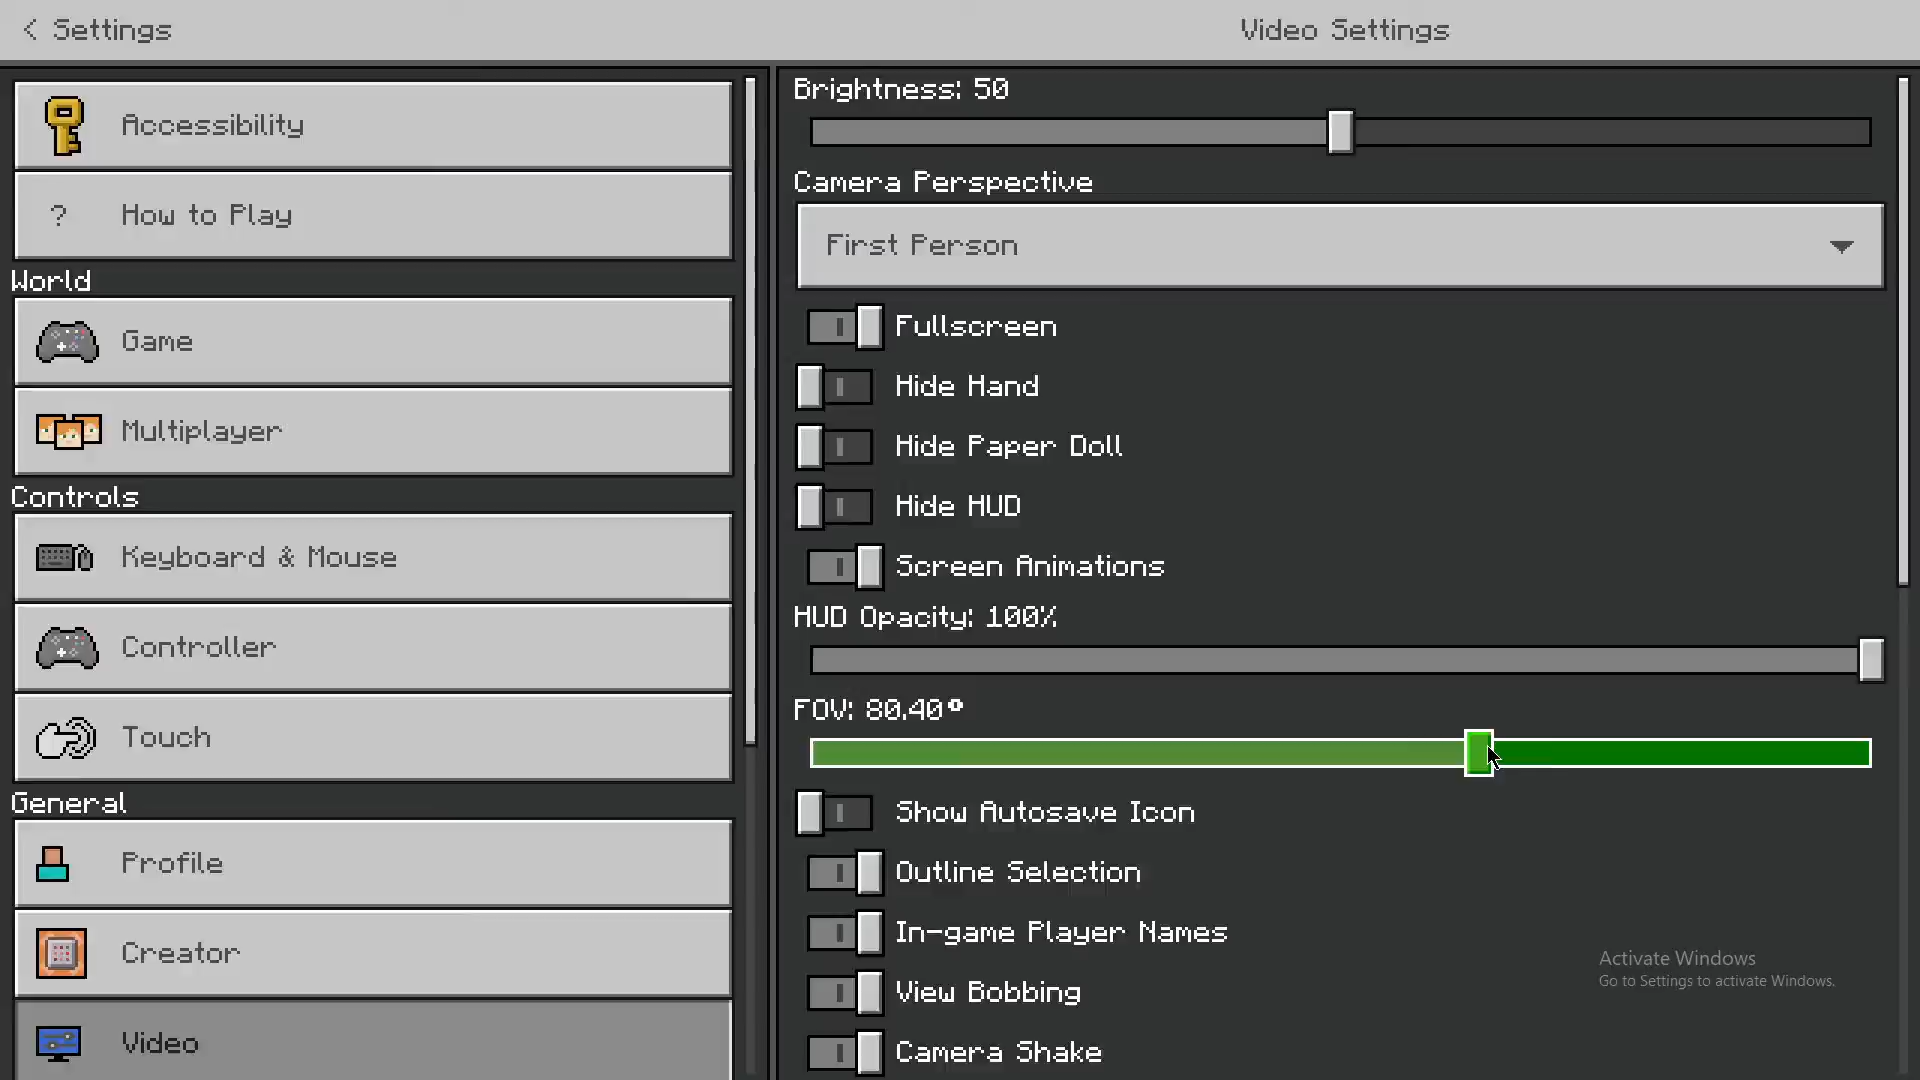 < Settings
Video Settings
Accessibility
? How to Play
World
Game
Multiplayer
Controls
Keyboard & Mouse
Controller
Touch
General
Profile
Creator
Video
Brightness: 50
Camera Perspective
First Person
Fullscreen
Hide Hand
Hide Paper Doll
Hide HUD
Screen Animations
HUD Opacity: 100%
FOV: 80.40°
Show Autosave Icon
Outline Selection
In-game Player Names
View Bobbing
Camera Shake
Activate Windows
Go to Settings to activate Windows.